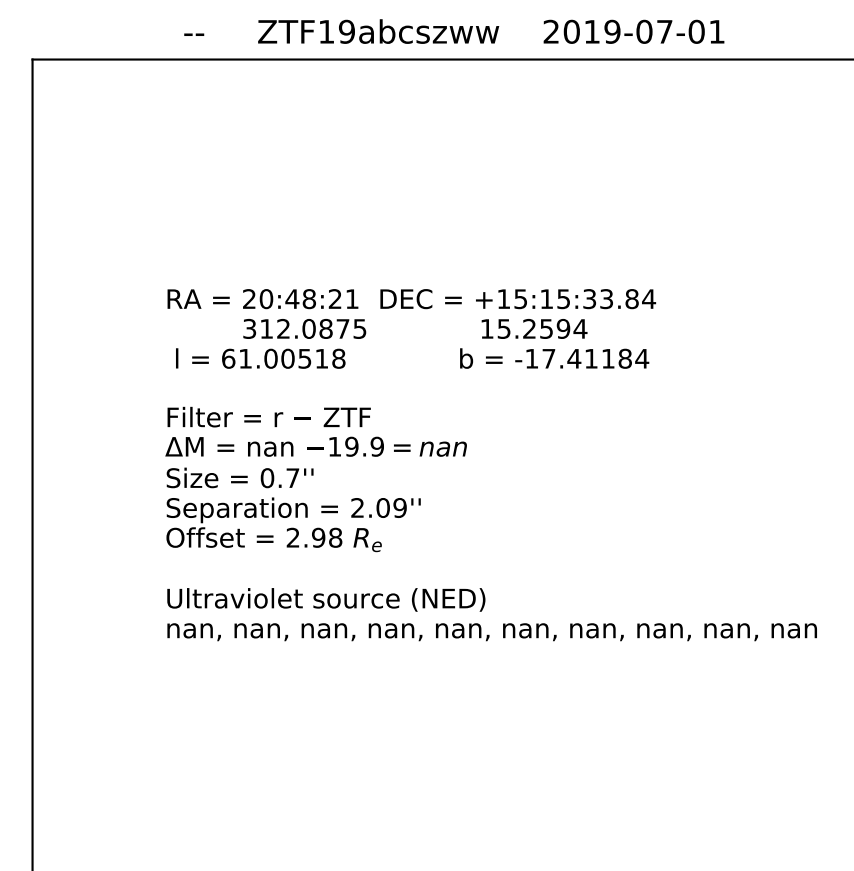 -- ZTF19abcszww 2019-07-01
RA = 20:48:21 DEC = +15:15:33.84
312.0875 15.2594
l = 61.00518 b = -17.41184
Filter = r − ZTF
ΔM = nan −19.9 = nan
Size = 0.7''
Separation = 2.09''
Offset = 2.98 Re
Ultraviolet source (NED)
nan, nan, nan, nan, nan, nan, nan, nan, nan, nan